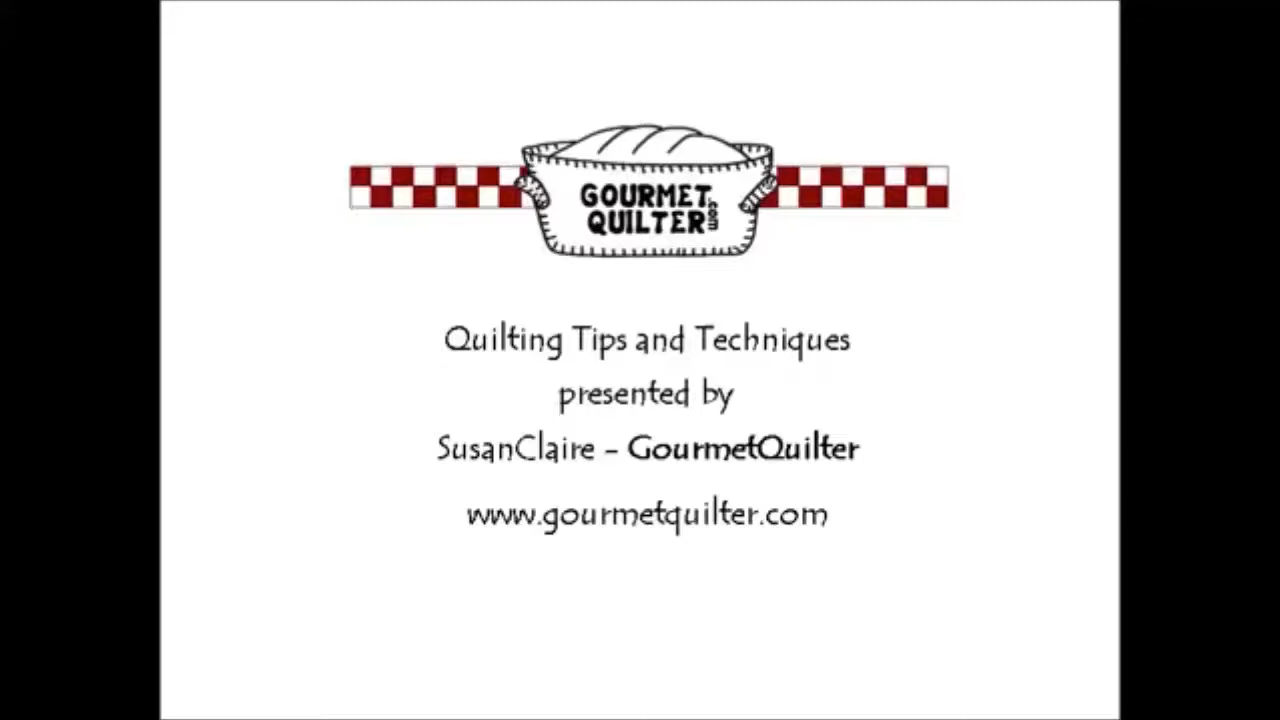 GOURMET
QUILTER.com
Quilting Tips and Techniques
presented by
SusanClaire - GourmetQuilter
www.gourmetquilter.com